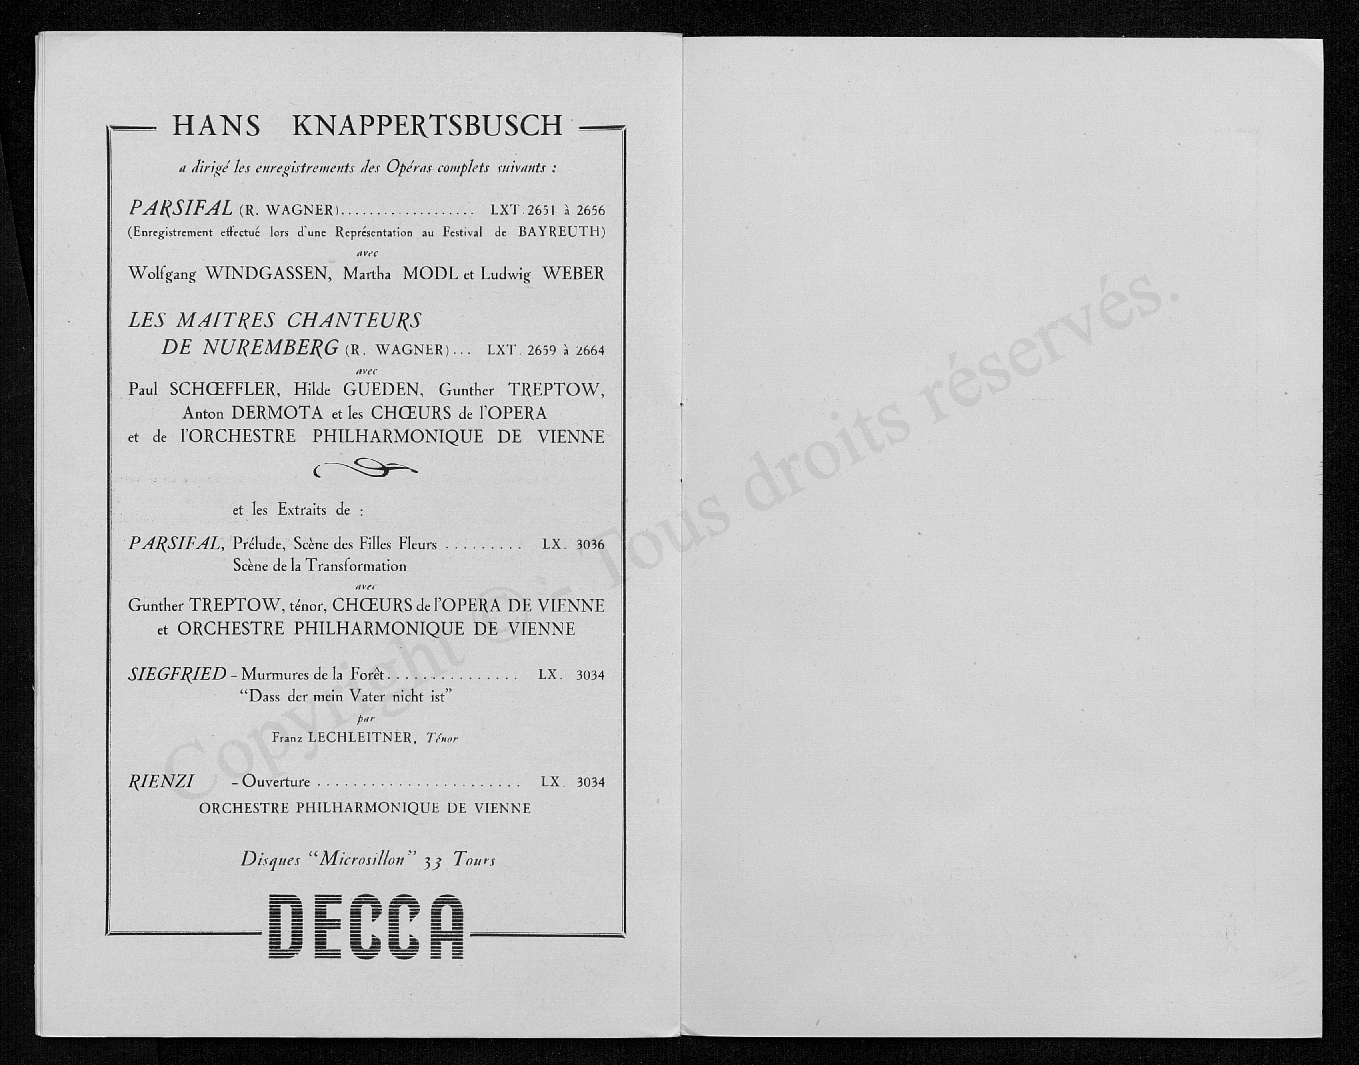 HANS KNAPPERTSBUSCH
a dirigé les enregistrements des Opéras complets suivants :
PARSIFAL (R. WAGNER)................... LXT. 2651 à 2656
(Enregistrement effectué lors d'une Représentation au Festival de BAYREUTH)
avec
Wolfgang WINDGASSEN, Martha MODL et Ludwig WEBER
LES MAITRES CHANTEURS
DE NUREMBERG (R. WAGNER)... LXT. 2659 à 2664
avec
Paul SCHŒFFLER, Hilde GUEDEN, Gunther TREPTOW,
Anton DERMOTA et les CHŒURS de l'OPERA
et de l'ORCHESTRE PHILHARMONIQUE DE VIENNE
et les Extraits de :
PARSIFAL, Prélude, Scène des Filles Fleurs ......... LX. 3036
Scène de la Transformation
avec
Gunther TREPTOW, ténor, CHŒURS de l'OPERA DE VIENNE
et ORCHESTRE PHILHARMONIQUE DE VIENNE
SIEGFRIED - Murmures de la Forêt............... LX. 3034
"Dass der mein Vater nicht ist"
par
Franz LECHLEITNER, Ténor
RIENZI - Ouverture ....................... LX. 3034
ORCHESTRE PHILHARMONIQUE DE VIENNE
Disques "Microsillon" 33 Tours
DECCA
Copyright © - Tous droits réservés.